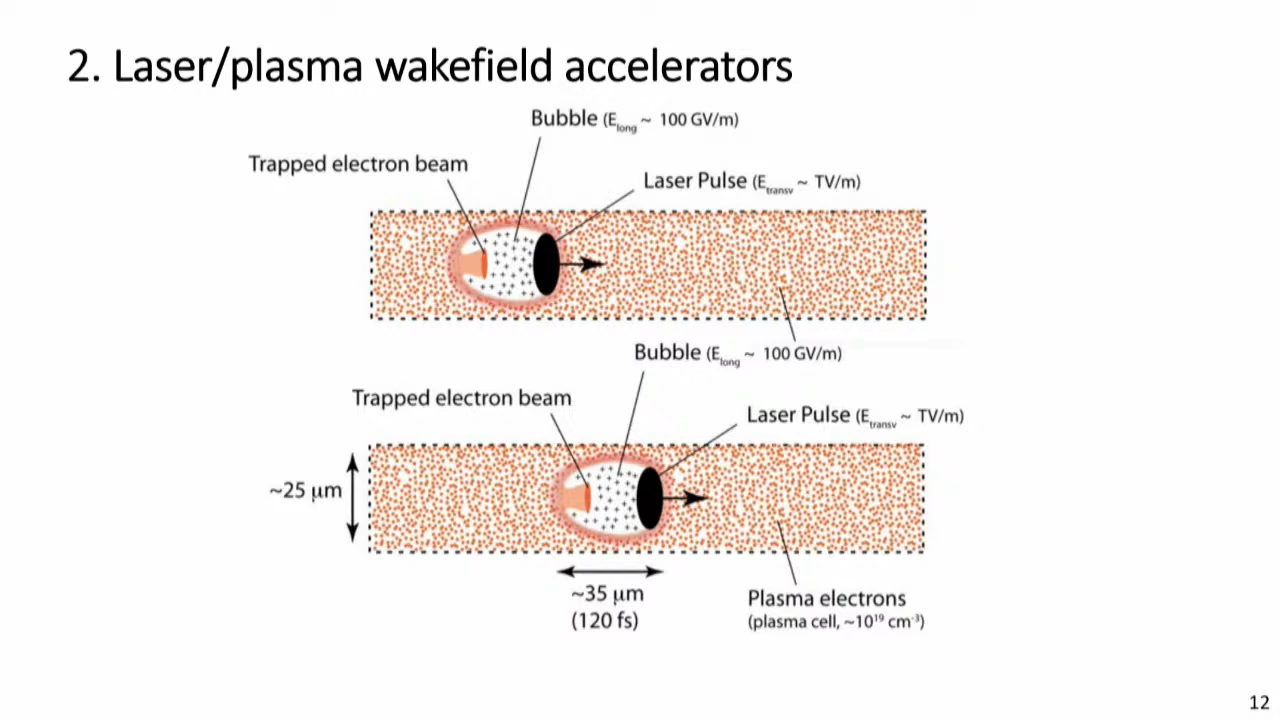 2. Laser/plasma wakefield accelerators
Bubble (Elong ~ 100 GV/m)
Trapped electron beam
Laser Pulse (Etransv ~ TV/m)
Bubble (Elong ~ 100 GV/m)
Trapped electron beam
Laser Pulse (Etransv ~ TV/m)
~25 µm
~35 µm
(120 fs)
Plasma electrons
(plasma cell, ~10¹⁹ cm⁻³)
12